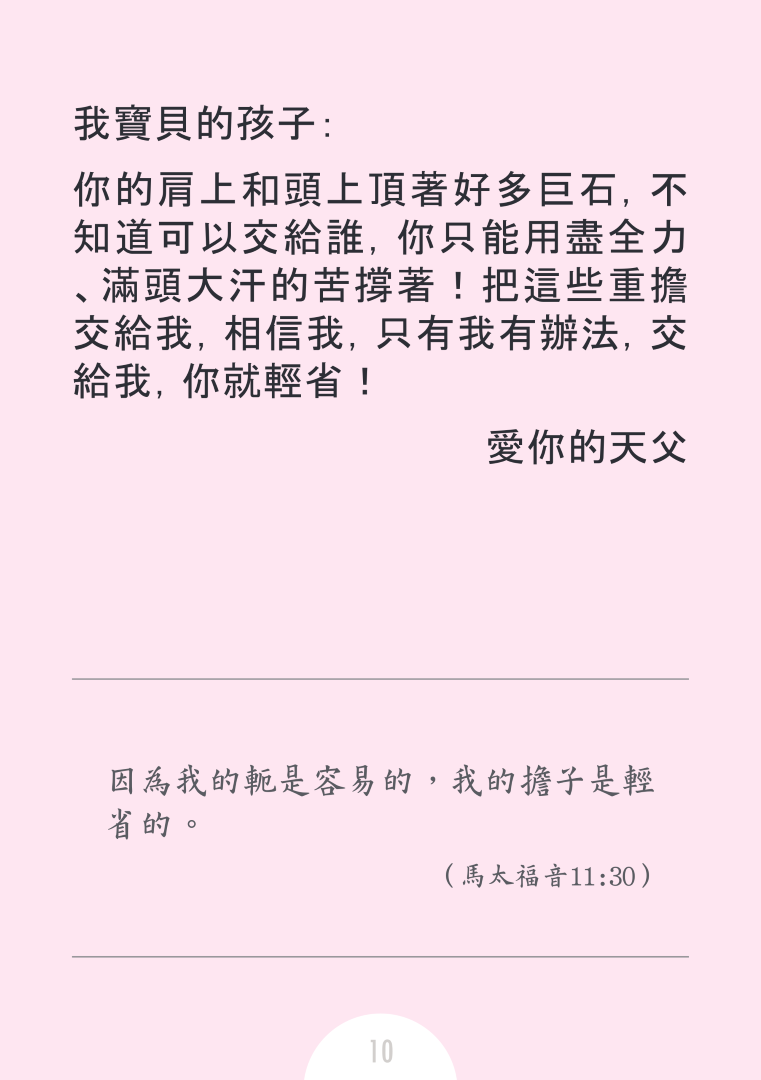 我寶貝的孩子:
你的肩上和頭上頂著好多巨石, 不
知道可以交給誰, 你只能用盡全力
、滿頭大汗的苦撐著！把這些重擔
交給我, 相信我, 只有我有辦法, 交
給我, 你就輕省！
愛你的天父
因為我的軛是容易的，我的擔子是輕
省的。
（馬太福音11:30）
10